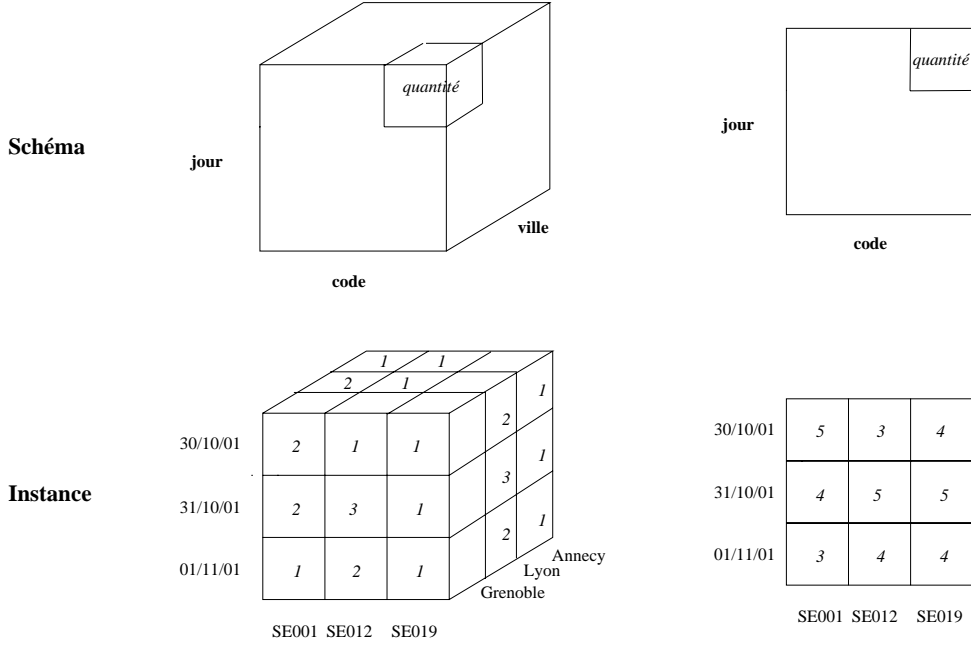 quantité
quantité
Schéma
jour
jour
ville
code
code
1 1
2 1
1
2
30/10/01 2 1 1
1
3
Instance
31/10/01 2 3 1
1
2
01/11/01 1 2 1
Annecy
Lyon
Grenoble
SE001 SE012 SE019
30/10/01 5 3 4
31/10/01 4 5 5
01/11/01 3 4 4
SE001 SE012 SE019